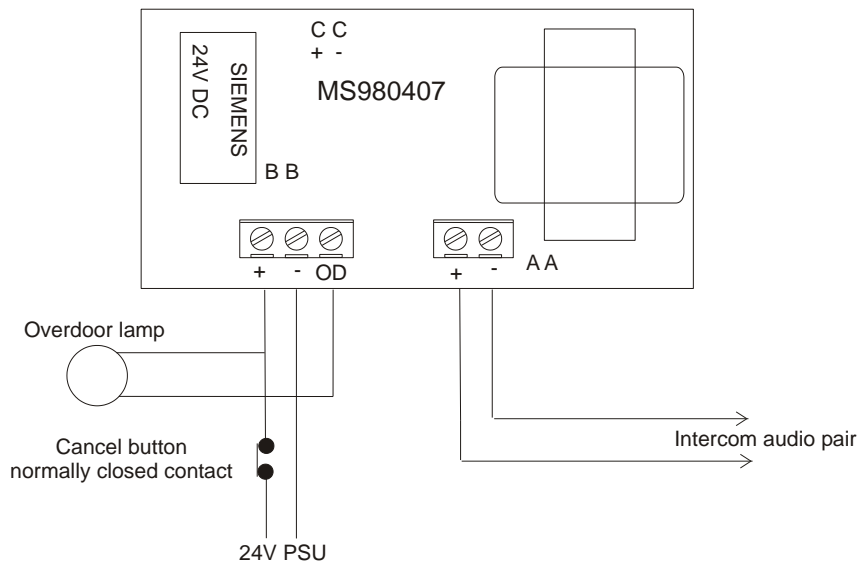 C C
+ -
MS980407
SIEMENS
24V DC
B B
+ - OD
+ -
A A
Overdoor lamp
Cancel button
normally closed contact
Intercom audio pair
24V PSU